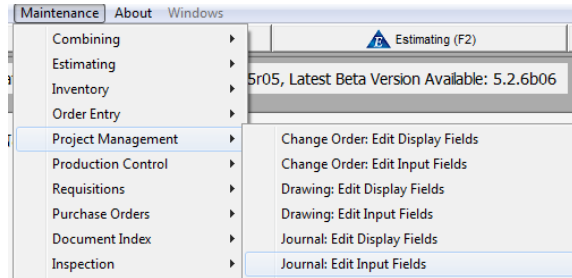 Maintenance About Windows
Combining
Estimating (F2)
Estimating
5r05, Latest Beta Version Available: 5.2.6b06
Inventory
Order Entry
Project Management
Change Order: Edit Display Fields
Production Control
Change Order: Edit Input Fields
Requisitions
Drawing: Edit Display Fields
Purchase Orders
Drawing: Edit Input Fields
Document Index
Journal: Edit Display Fields
Inspection
Journal: Edit Input Fields